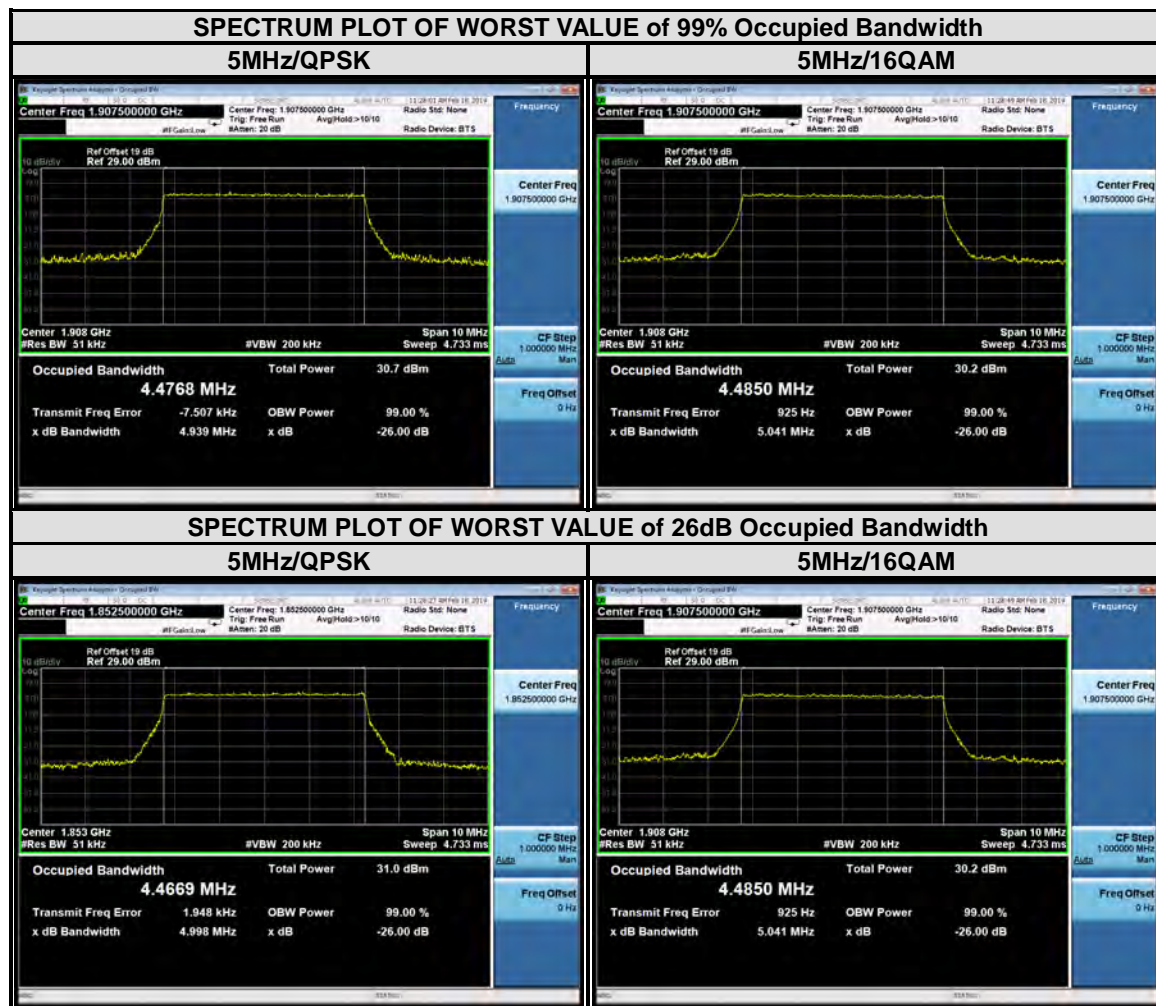 SPECTRUM PLOT OF WORST VALUE of 99% Occupied Bandwidth
5MHz/QPSK
5MHz/16QAM
Center Freq 1.907500000 GHz
Center Freq: 1.907500000 GHz
Radio Std: None
Frequency
Trig: Free Run
Avg|Hold:>10/10
#IFGain:Low
#Atten: 20 dB
Radio Device: BTS
Ref Offset 19 dB
10 dB/div
Ref 29.00 dBm
Log
Center Freq
1.907500000 GHz
Center 1.908 GHz
Span 10 MHz
#Res BW 51 kHz
#VBW 200 kHz
Sweep 4.733 ms
CF Step
1.000000 MHz
Auto
Man
Occupied Bandwidth
Total Power
30.7 dBm
4.4768 MHz
Freq Offset
0 Hz
Transmit Freq Error
-7.507 kHz
OBW Power
99.00 %
x dB Bandwidth
4.939 MHz
x dB
-26.00 dB
Center Freq 1.907500000 GHz
Center Freq: 1.907500000 GHz
Radio Std: None
Frequency
Trig: Free Run
Avg|Hold:>10/10
#IFGain:Low
#Atten: 20 dB
Radio Device: BTS
Ref Offset 19 dB
10 dB/div
Ref 29.00 dBm
Log
Center Freq
1.907500000 GHz
Center 1.908 GHz
Span 10 MHz
#Res BW 51 kHz
#VBW 200 kHz
Sweep 4.733 ms
CF Step
1.000000 MHz
Auto
Man
Occupied Bandwidth
Total Power
30.2 dBm
4.4850 MHz
Freq Offset
0 Hz
Transmit Freq Error
925 Hz
OBW Power
99.00 %
x dB Bandwidth
5.041 MHz
x dB
-26.00 dB
SPECTRUM PLOT OF WORST VALUE of 26dB Occupied Bandwidth
5MHz/QPSK
5MHz/16QAM
Center Freq 1.852500000 GHz
Center Freq: 1.852500000 GHz
Radio Std: None
Frequency
Trig: Free Run
Avg|Hold:>10/10
#IFGain:Low
#Atten: 20 dB
Radio Device: BTS
Ref Offset 19 dB
10 dB/div
Ref 29.00 dBm
Log
Center Freq
1.852500000 GHz
Center 1.853 GHz
Span 10 MHz
#Res BW 51 kHz
#VBW 200 kHz
Sweep 4.733 ms
CF Step
1.000000 MHz
Auto
Man
Occupied Bandwidth
Total Power
31.0 dBm
4.4669 MHz
Freq Offset
0 Hz
Transmit Freq Error
1.948 kHz
OBW Power
99.00 %
x dB Bandwidth
4.998 MHz
x dB
-26.00 dB
Center Freq 1.907500000 GHz
Center Freq: 1.907500000 GHz
Radio Std: None
Frequency
Trig: Free Run
Avg|Hold:>10/10
#IFGain:Low
#Atten: 20 dB
Radio Device: BTS
Ref Offset 19 dB
10 dB/div
Ref 29.00 dBm
Log
Center Freq
1.907500000 GHz
Center 1.908 GHz
Span 10 MHz
#Res BW 51 kHz
#VBW 200 kHz
Sweep 4.733 ms
CF Step
1.000000 MHz
Auto
Man
Occupied Bandwidth
Total Power
30.2 dBm
4.4850 MHz
Freq Offset
0 Hz
Transmit Freq Error
925 Hz
OBW Power
99.00 %
x dB Bandwidth
5.041 MHz
x dB
-26.00 dB